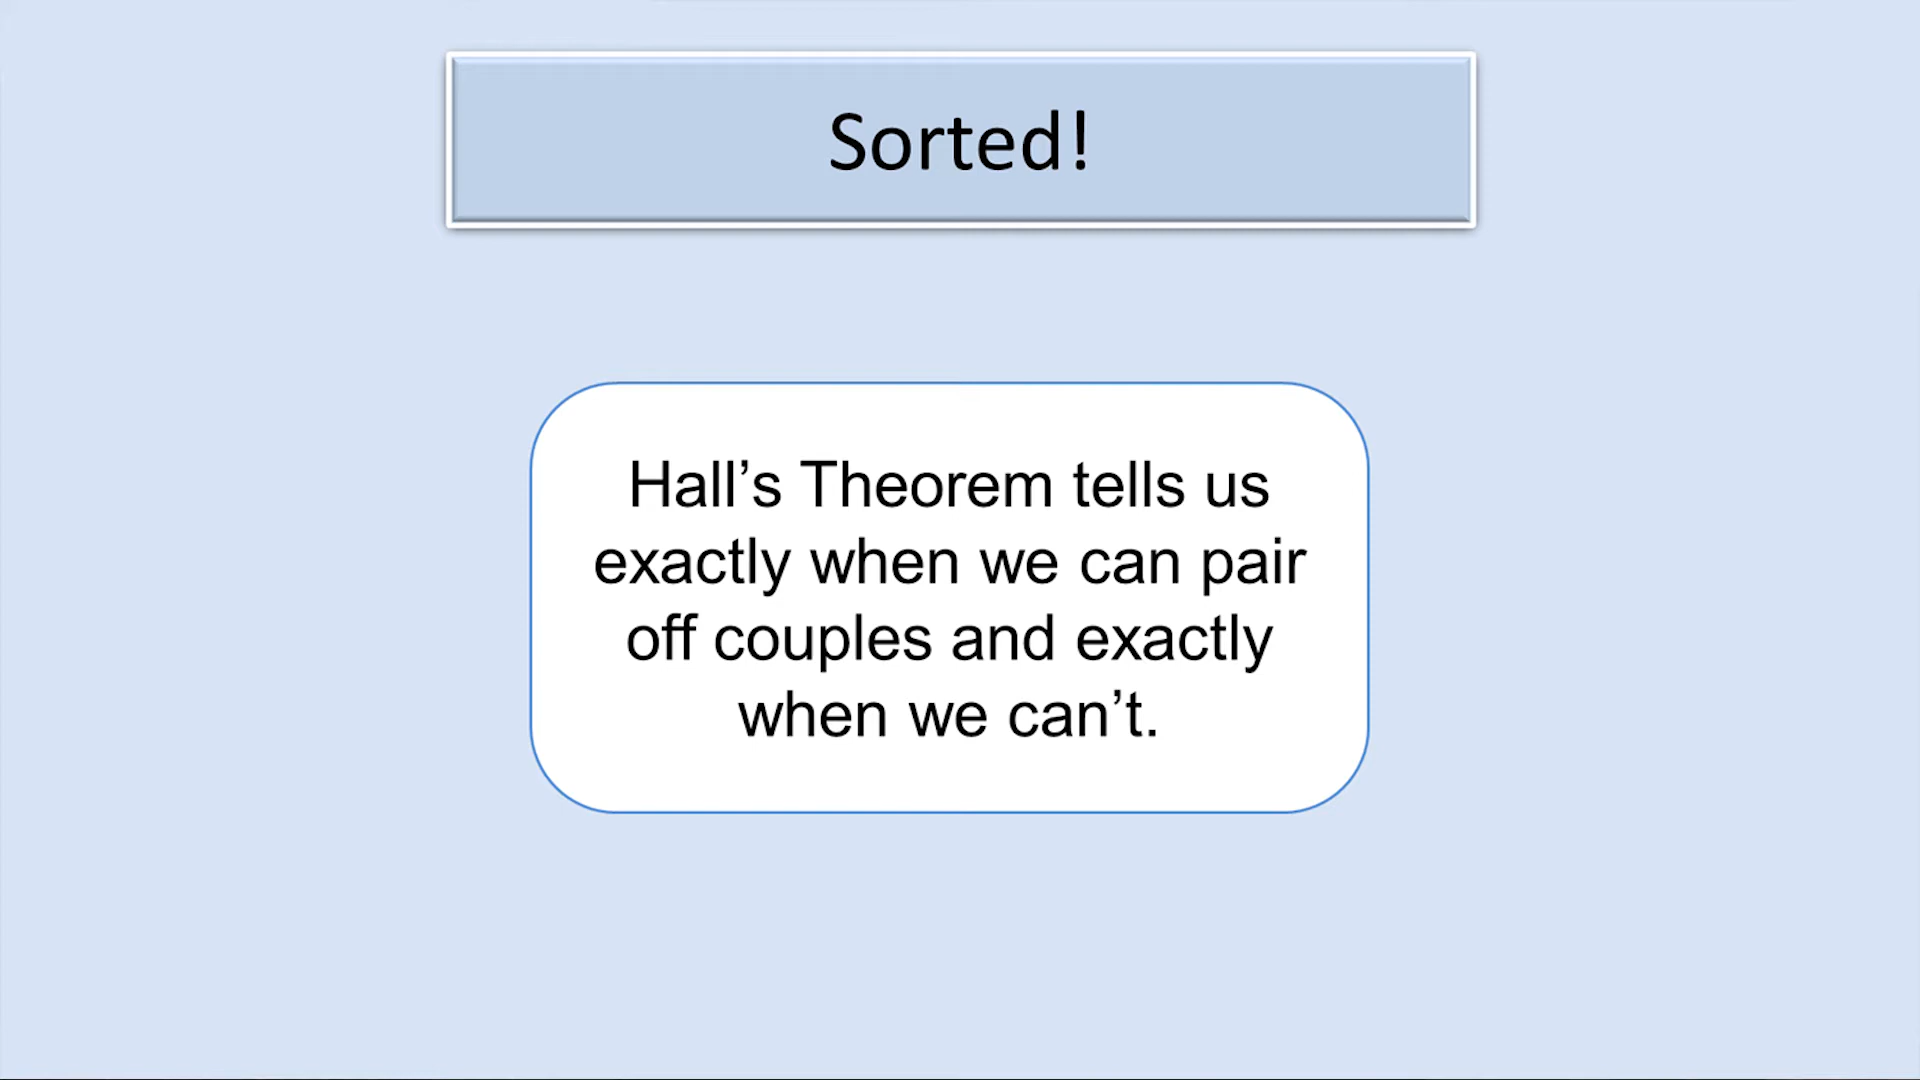 Sorted!
Hall’s Theorem tells us
exactly when we can pair
off couples and exactly
when we can’t.